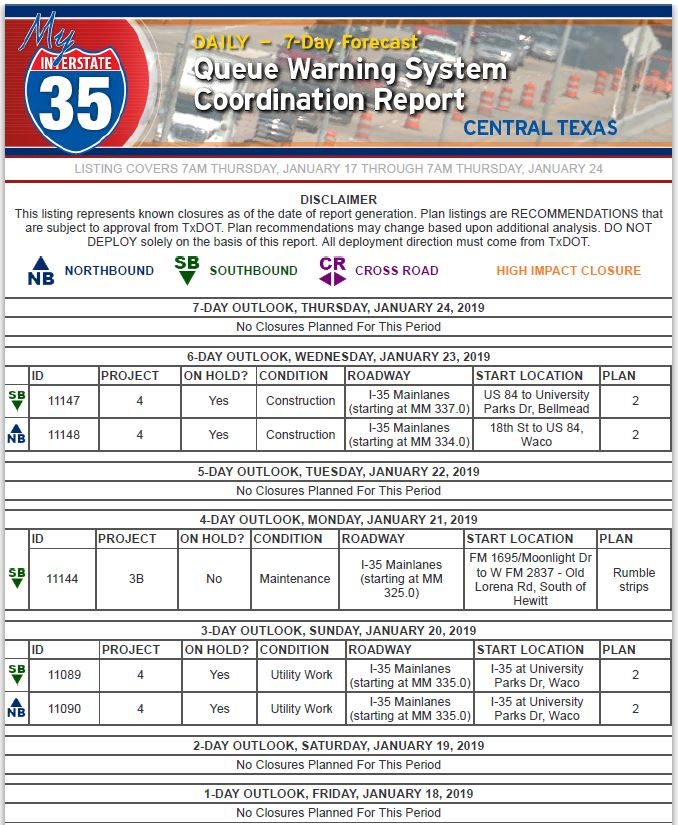 My
INTERSTATE
35
DAILY – 7-Day Forecast
Queue Warning System
Coordination Report
CENTRAL TEXAS
LISTING COVERS 7AM THURSDAY, JANUARY 17 THROUGH 7AM THURSDAY, JANUARY 24
DISCLAIMER
This listing represents known closures as of the date of report generation. Plan listings are RECOMMENDATIONS that
are subject to approval from TxDOT. Plan recommendations may change based upon additional analysis. DO NOT
DEPLOY solely on the basis of this report. All deployment direction must come from TxDOT.
NB NORTHBOUND SB SOUTHBOUND CR CROSS ROAD HIGH IMPACT CLOSURE
7-DAY OUTLOOK, THURSDAY, JANUARY 24, 2019
No Closures Planned For This Period
6-DAY OUTLOOK, WEDNESDAY, JANUARY 23, 2019
ID PROJECT ON HOLD? CONDITION ROADWAY START LOCATION PLAN
SB 11147 4 Yes Construction I-35 Mainlanes (starting at MM 337.0) US 84 to University Parks Dr, Bellmead 2
NB 11148 4 Yes Construction I-35 Mainlanes (starting at MM 334.0) 18th St to US 84, Waco 2
5-DAY OUTLOOK, TUESDAY, JANUARY 22, 2019
No Closures Planned For This Period
4-DAY OUTLOOK, MONDAY, JANUARY 21, 2019
ID PROJECT ON HOLD? CONDITION ROADWAY START LOCATION PLAN
SB 11144 3B No Maintenance I-35 Mainlanes (starting at MM 325.0) FM 1695/Moonlight Dr to W FM 2837 - Old Lorena Rd, South of Hewitt Rumble strips
3-DAY OUTLOOK, SUNDAY, JANUARY 20, 2019
ID PROJECT ON HOLD? CONDITION ROADWAY START LOCATION PLAN
SB 11089 4 Yes Utility Work I-35 Mainlanes (starting at MM 335.0) I-35 at University Parks Dr, Waco 2
NB 11090 4 Yes Utility Work I-35 Mainlanes (starting at MM 335.0) I-35 at University Parks Dr, Waco 2
2-DAY OUTLOOK, SATURDAY, JANUARY 19, 2019
No Closures Planned For This Period
1-DAY OUTLOOK, FRIDAY, JANUARY 18, 2019
No Closures Planned For This Period